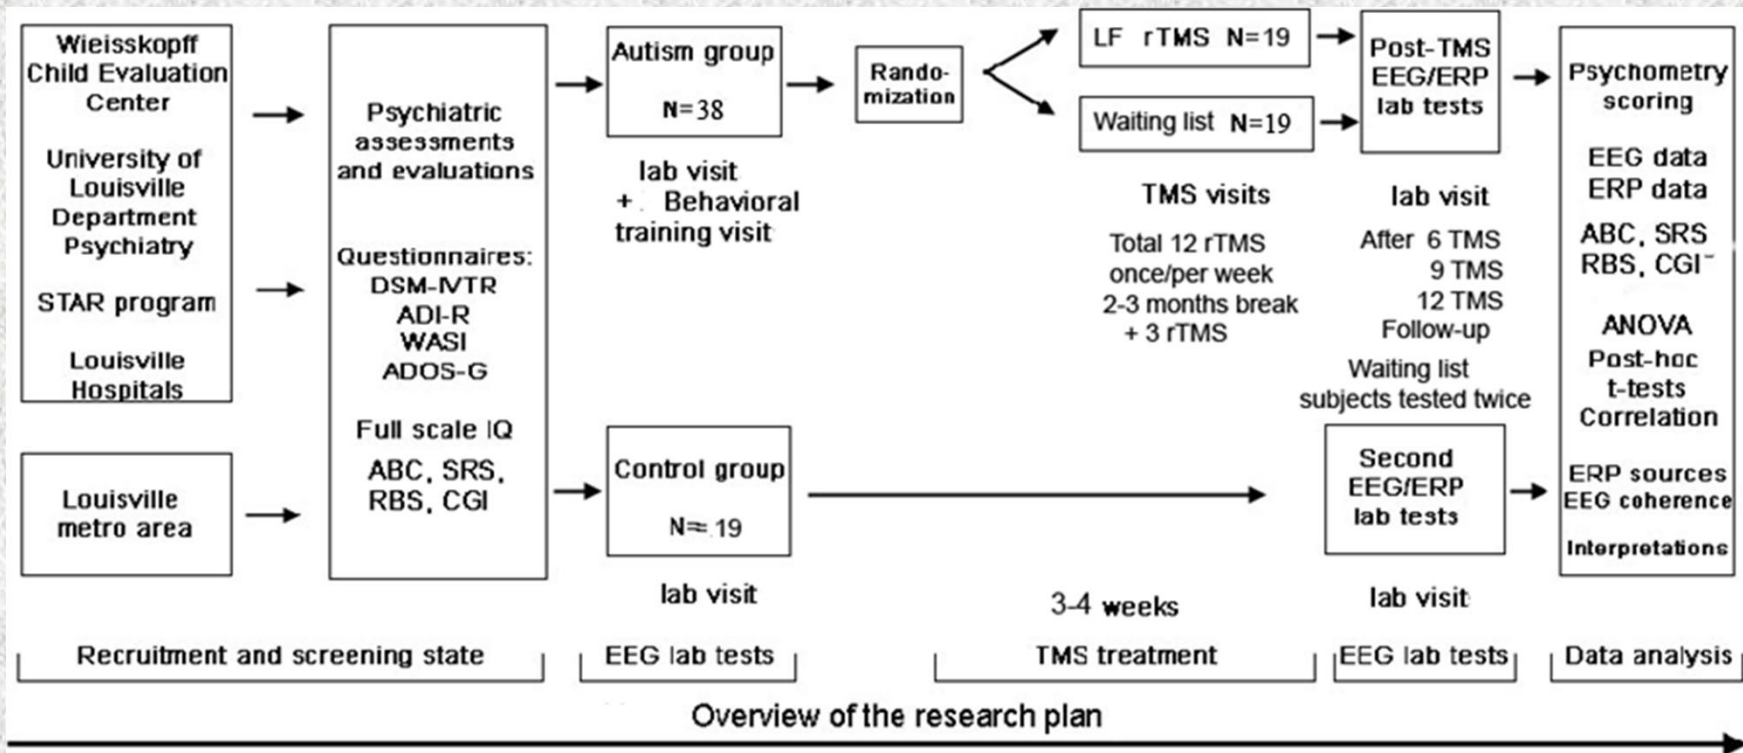 Wieisskopff
Child Evaluation
Center
University of
Louisville
Department
Psychiatry
STAR program
Louisville
Hospitals
Louisville
metro area
Psychiatric
assessments
and evaluations
Questionnaires:
DSM-IVTR
ADI-R
WASI
ADOS-G
Full scale IQ
ABC, SRS,
RBS, CGI
Autism group
N=38
lab visit
+ Behavioral
training visit
Control group
N= 19
lab visit
Rando-
mization
LF rTMS N=19
Waiting list N=19
TMS visits
Total 12 rTMS
once/per week
2-3 months break
+ 3 rTMS
3-4 weeks
Post-TMS
EEG/ERP
lab tests
lab visit
After 6 TMS
9 TMS
12 TMS
Follow-up
Waiting list
subjects tested twice
Second
EEG/ERP
lab tests
lab visit
Psychometry
scoring
EEG data
ERP data
ABC, SRS
RBS, CGI
ANOVA
Post-hoc
t-tests
Correlation
ERP sources
EEG coherence
Interpretations
Recruitment and screening state
EEG lab tests
TMS treatment
EEG lab tests
Data analysis
Overview of the research plan